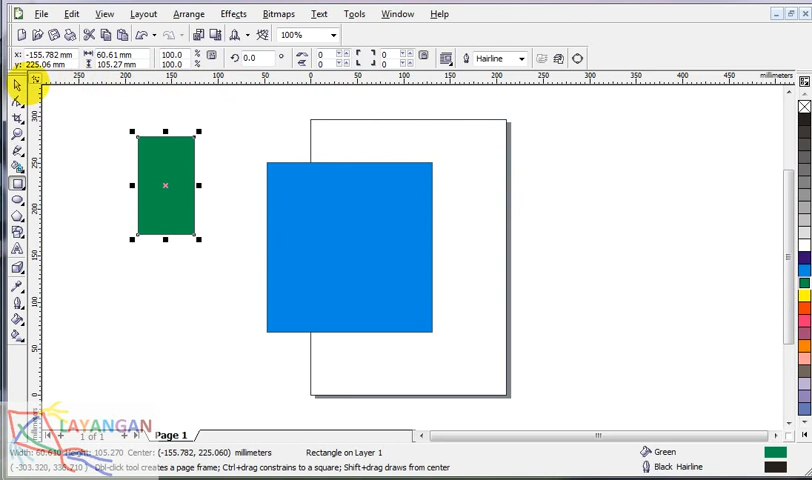 File Edit View Layout Arrange Effects Bitmaps Text Tools Window Help
100%
x: -155.782 mm 60.61 mm 100.0 % 0.0 ° 0 0 Hairline
y: 225.06 mm 105.27 mm 100.0 % 0 0
250 200 150 100 50 0 50 100 150 200 250 300 350 400 450 millimeters
300
250
200
150
100
50
0
LAYANGAN
1 of 1 Page 1
Width: 60.610 Height: 105.270 Center: (-155.782, 225.060) millimeters Rectangle on Layer 1 Green
(-303.320, 338.710) Dbl-click tool creates a page frame; Ctrl+drag constrains to a square; Shift+drag draws from center Black Hairline